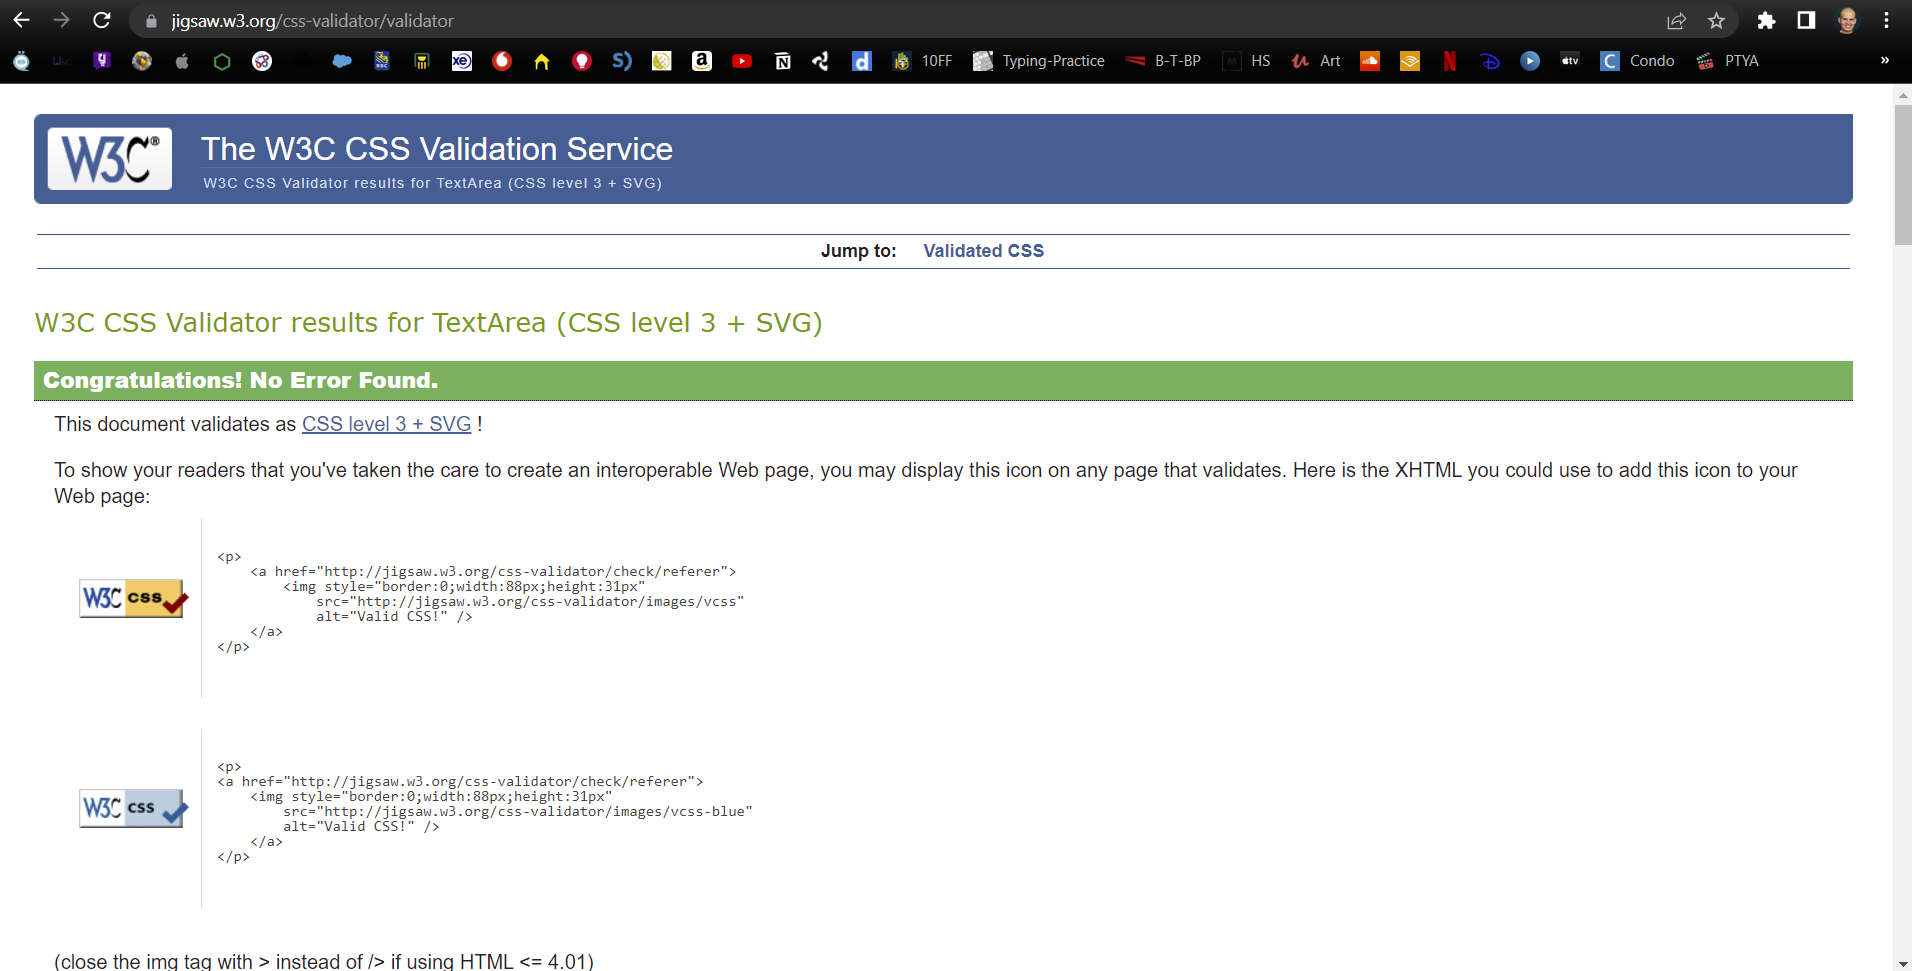 jigsaw.w3.org/css-validator/validator
10FF Typing-Practice B-T-BP HS Art Condo PTYA »
W3C®
The W3C CSS Validation Service
W3C CSS Validator results for TextArea (CSS level 3 + SVG)
Jump to: Validated CSS
W3C CSS Validator results for TextArea (CSS level 3 + SVG)
Congratulations! No Error Found.
This document validates as CSS level 3 + SVG !
To show your readers that you've taken the care to create an interoperable Web page, you may display this icon on any page that validates. Here is the XHTML you could use to add this icon to your
Web page:
W3C css
<p>
<a href="http://jigsaw.w3.org/css-validator/check/referer">
<img style="border:0;width:88px;height:31px"
src="http://jigsaw.w3.org/css-validator/images/vcss"
alt="Valid CSS!" />
</a>
</p>
W3C css
<p>
<a href="http://jigsaw.w3.org/css-validator/check/referer">
<img style="border:0;width:88px;height:31px"
src="http://jigsaw.w3.org/css-validator/images/vcss-blue"
alt="Valid CSS!" />
</a>
</p>
(close the img tag with > instead of /> if using HTML <= 4.01)